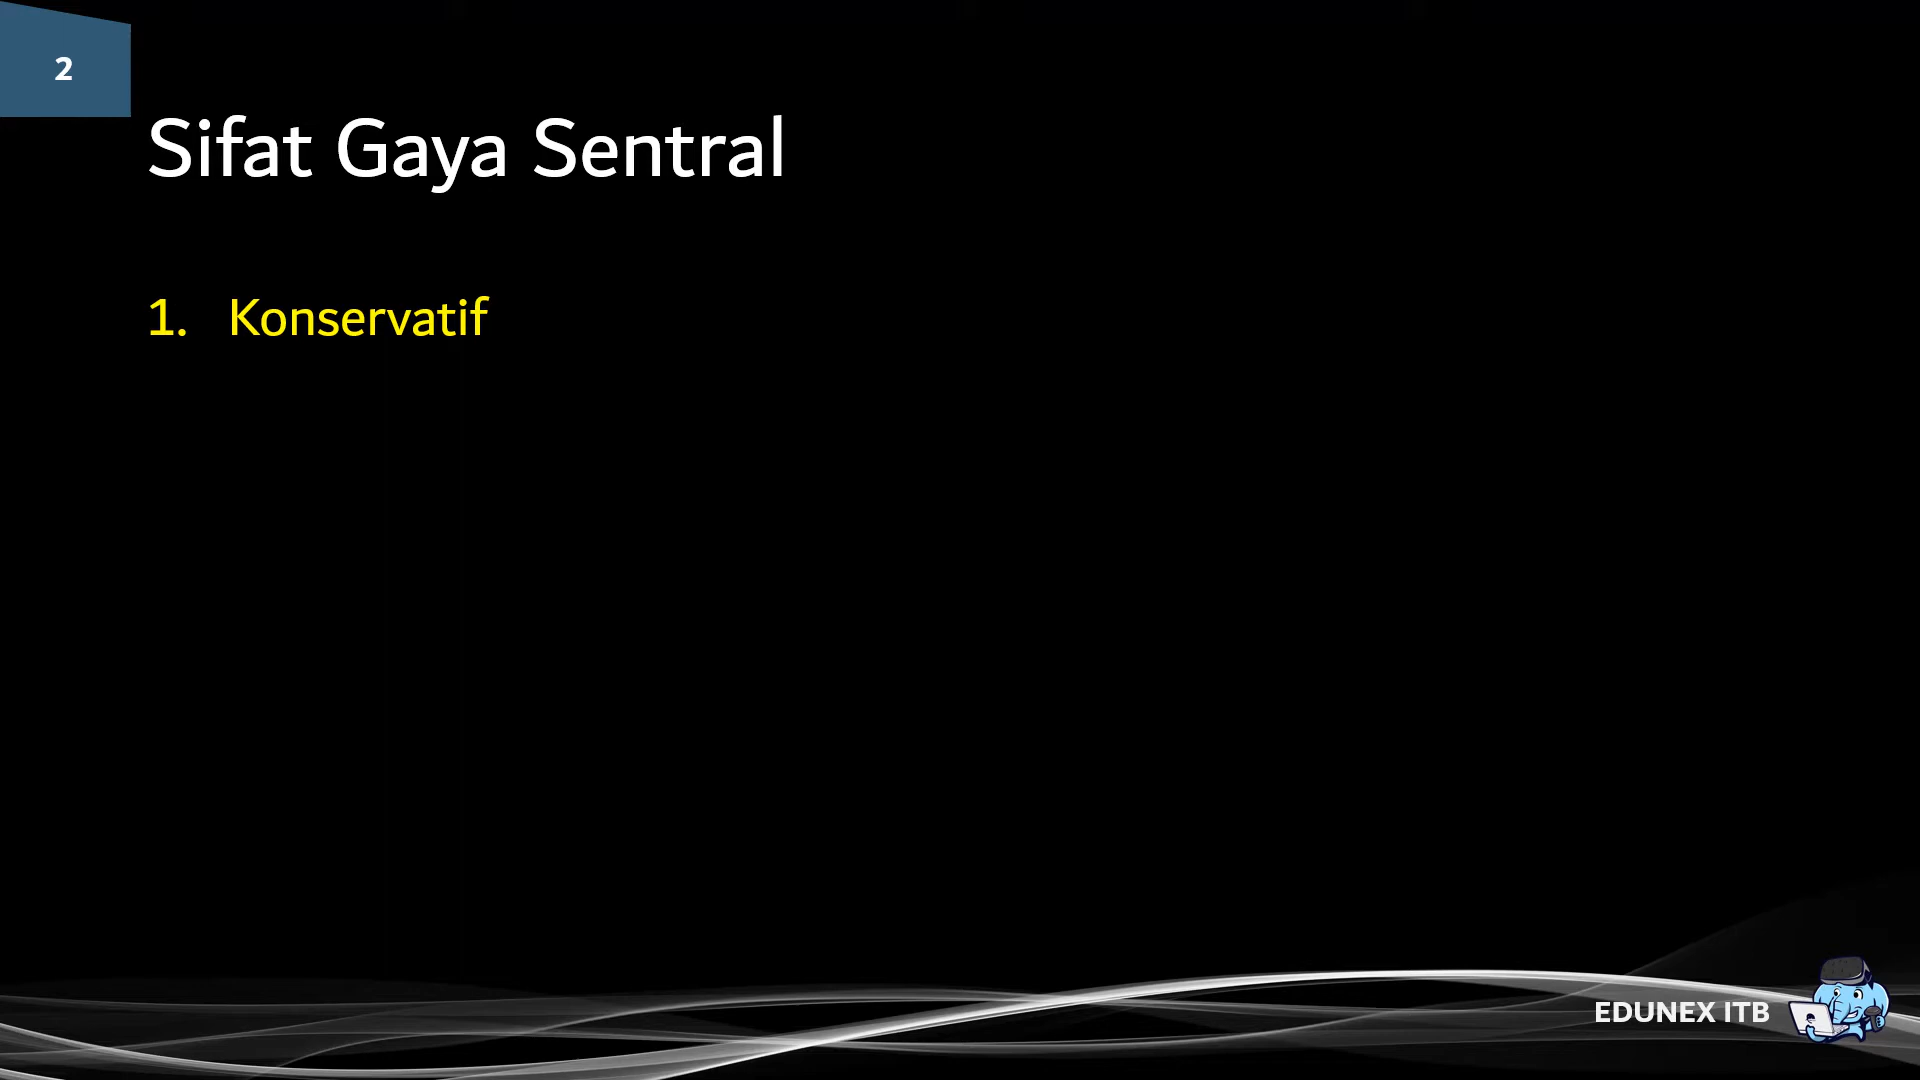 2
Sifat Gaya Sentral
1. Konservatif
EDUNEX ITB